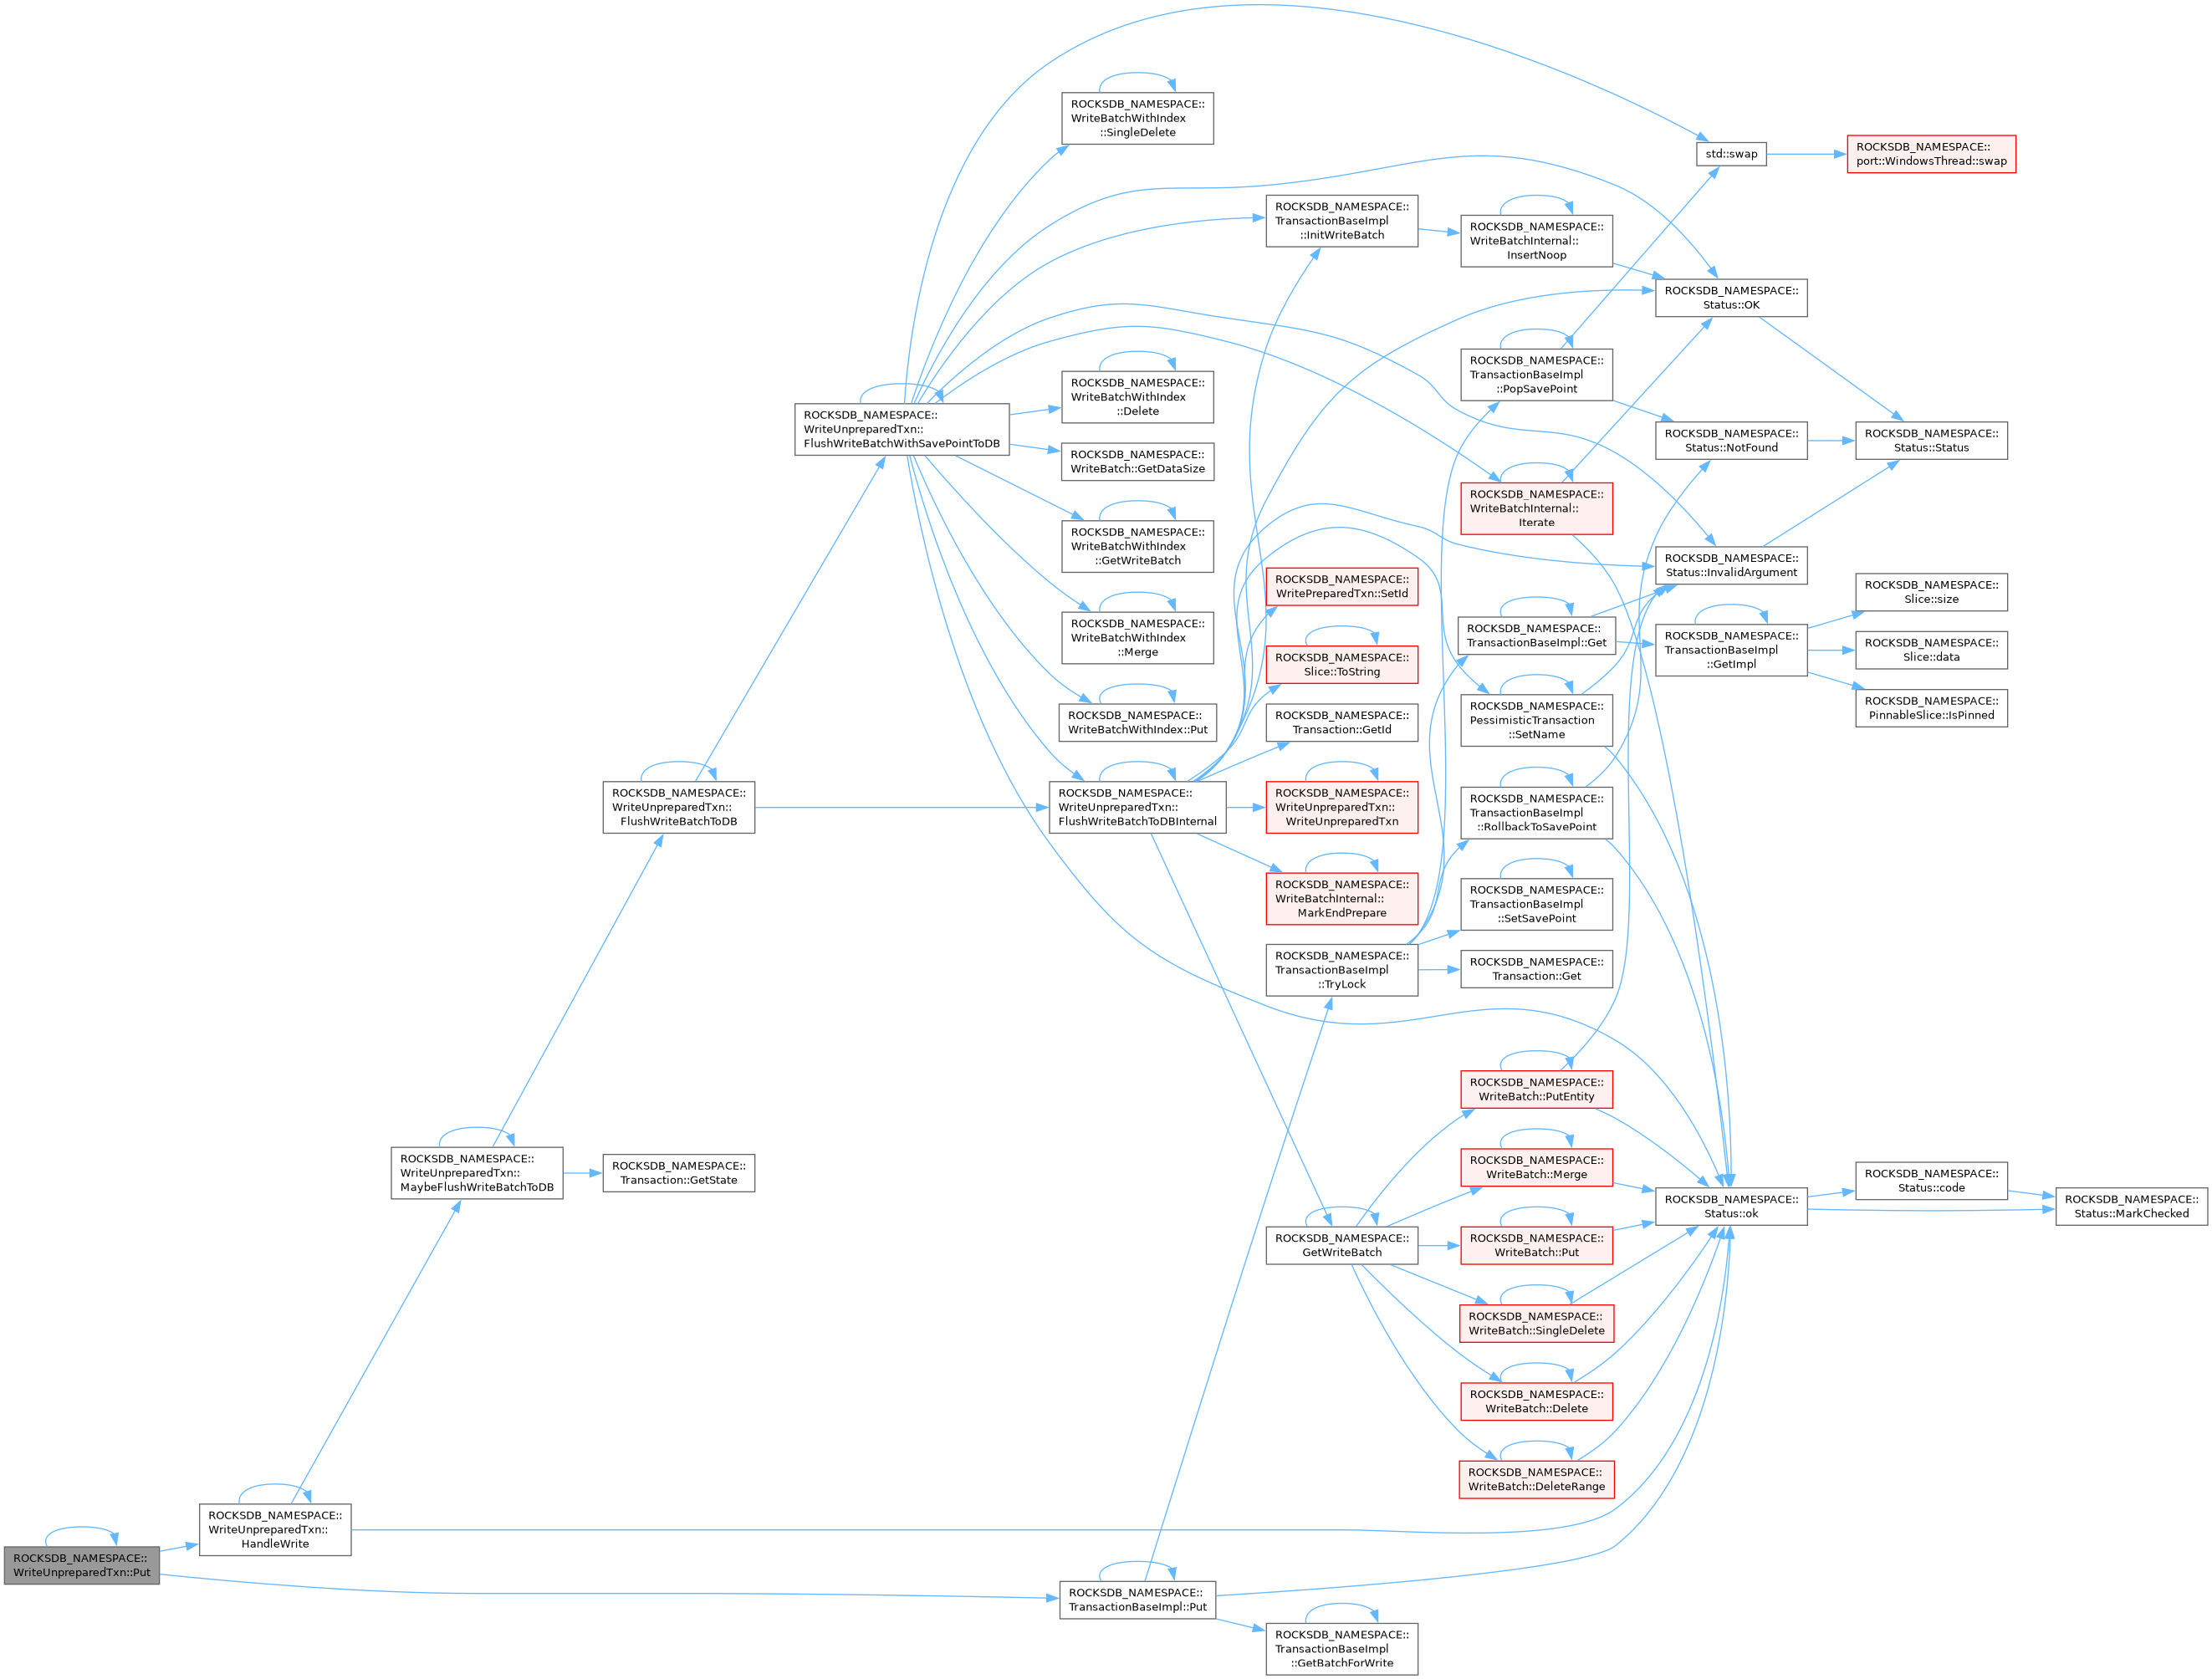 ROCKSDB_NAMESPACE::
WriteUnpreparedTxn::Put
ROCKSDB_NAMESPACE::
WriteUnpreparedTxn::
HandleWrite
ROCKSDB_NAMESPACE::
WriteUnpreparedTxn::
MaybeFlushWriteBatchToDB
ROCKSDB_NAMESPACE::
WriteUnpreparedTxn::
FlushWriteBatchToDB
ROCKSDB_NAMESPACE::
Transaction::GetState
ROCKSDB_NAMESPACE::
WriteUnpreparedTxn::
FlushWriteBatchWithSavePointToDB
ROCKSDB_NAMESPACE::
WriteBatchWithIndex
::SingleDelete
ROCKSDB_NAMESPACE::
WriteBatchWithIndex
::Delete
ROCKSDB_NAMESPACE::
WriteBatch::GetDataSize
ROCKSDB_NAMESPACE::
WriteBatchWithIndex
::GetWriteBatch
ROCKSDB_NAMESPACE::
WriteBatchWithIndex
::Merge
ROCKSDB_NAMESPACE::
WriteBatchWithIndex::Put
ROCKSDB_NAMESPACE::
WriteUnpreparedTxn::
FlushWriteBatchToDBInternal
ROCKSDB_NAMESPACE::
TransactionBaseImpl::Put
ROCKSDB_NAMESPACE::
TransactionBaseImpl
::InitWriteBatch
ROCKSDB_NAMESPACE::
WritePreparedTxn::SetId
ROCKSDB_NAMESPACE::
Slice::ToString
ROCKSDB_NAMESPACE::
Transaction::GetId
ROCKSDB_NAMESPACE::
WriteUnpreparedTxn::
WriteUnpreparedTxn
ROCKSDB_NAMESPACE::
WriteBatchInternal::
MarkEndPrepare
ROCKSDB_NAMESPACE::
TransactionBaseImpl
::TryLock
ROCKSDB_NAMESPACE::
GetWriteBatch
ROCKSDB_NAMESPACE::
TransactionBaseImpl
::GetBatchForWrite
ROCKSDB_NAMESPACE::
WriteBatchInternal::
InsertNoop
ROCKSDB_NAMESPACE::
TransactionBaseImpl
::PopSavePoint
ROCKSDB_NAMESPACE::
WriteBatchInternal::
Iterate
ROCKSDB_NAMESPACE::
TransactionBaseImpl::Get
ROCKSDB_NAMESPACE::
PessimisticTransaction
::SetName
ROCKSDB_NAMESPACE::
TransactionBaseImpl
::RollbackToSavePoint
ROCKSDB_NAMESPACE::
TransactionBaseImpl
::SetSavePoint
ROCKSDB_NAMESPACE::
Transaction::Get
ROCKSDB_NAMESPACE::
WriteBatch::PutEntity
ROCKSDB_NAMESPACE::
WriteBatch::Merge
ROCKSDB_NAMESPACE::
WriteBatch::Put
ROCKSDB_NAMESPACE::
WriteBatch::SingleDelete
ROCKSDB_NAMESPACE::
WriteBatch::Delete
ROCKSDB_NAMESPACE::
WriteBatch::DeleteRange
std::swap
ROCKSDB_NAMESPACE::
Status::OK
ROCKSDB_NAMESPACE::
Status::NotFound
ROCKSDB_NAMESPACE::
Status::InvalidArgument
ROCKSDB_NAMESPACE::
TransactionBaseImpl
::GetImpl
ROCKSDB_NAMESPACE::
Status::ok
ROCKSDB_NAMESPACE::
port::WindowsThread::swap
ROCKSDB_NAMESPACE::
Status::Status
ROCKSDB_NAMESPACE::
Slice::size
ROCKSDB_NAMESPACE::
Slice::data
ROCKSDB_NAMESPACE::
PinnableSlice::IsPinned
ROCKSDB_NAMESPACE::
Status::code
ROCKSDB_NAMESPACE::
Status::MarkChecked